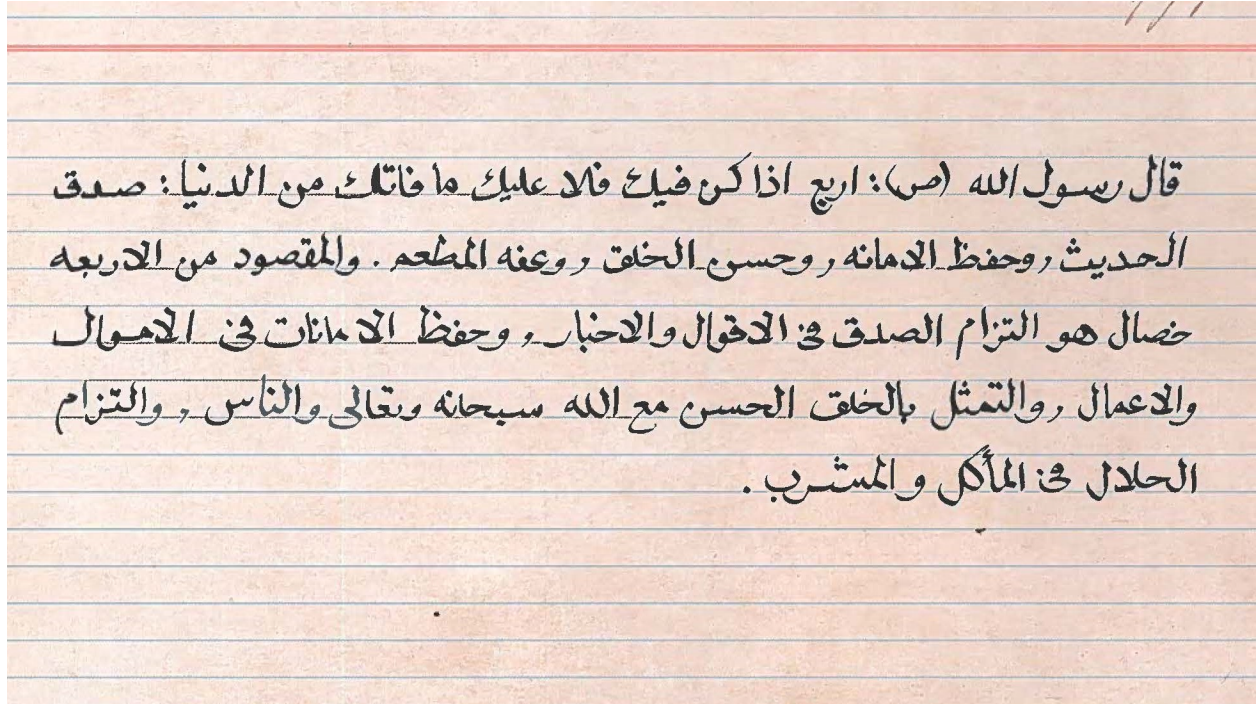 قال رسول الله (ص): اربع اذا كن فيك فلا عليك ما فاتك من الدنيا: صدق
الحديث, وحفظ الامانه, وحسن الخلق, وعفه المطعم. والمقصود من الاربعه
خصال هو التزام الصدق في الاقوال والاخبار, وحفظ الامانات في الاموال
والاعمال, والتمثل بالخلق الحسن مع الله سبحانه وتعالى والناس, والتزام
الحلال في المأكل والمشرب.